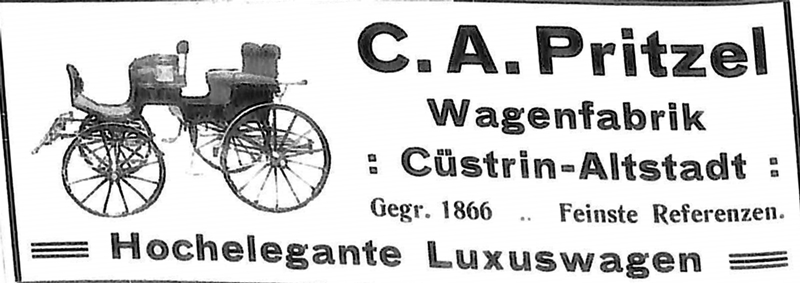 C. A. Pritzel
Wagenfabrik
: Cüstrin-Altstadt :
Gegr. 1866 .. Feinste Referenzen.
Hochelegante Luxuswagen